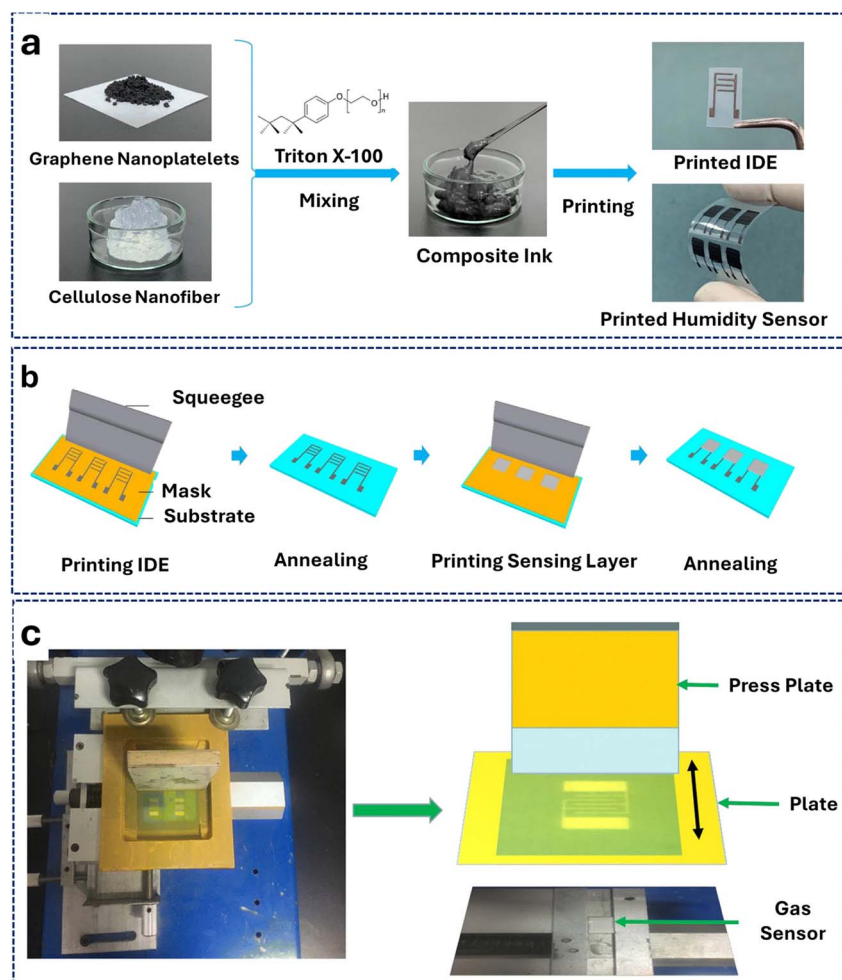 a
Graphene Nanoplatelets
Cellulose Nanofiber
O
O
H
n
Triton X-100
Mixing
Composite Ink
Printing
Printed IDE
Printed Humidity Sensor
b
Squeegee
Mask
Substrate
Printing IDE
Annealing
Printing Sensing Layer
Annealing
c
Press Plate
Plate
Gas
Sensor